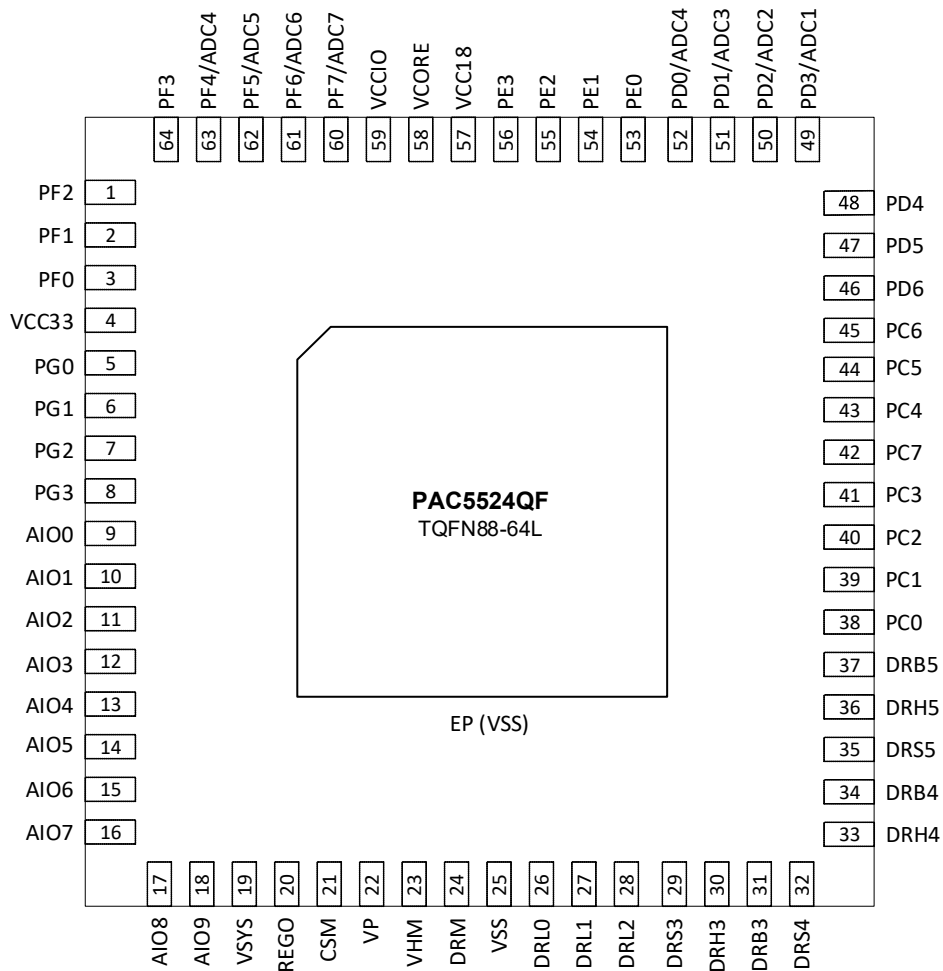 PF3
PF4/ADC4
PF5/ADC5
PF6/ADC6
PF7/ADC7
VCCIO
VCORE
VCC18
PE3
PE2
PE1
PE0
PD0/ADC4
PD1/ADC3
PD2/ADC2
PD3/ADC1
64
63
62
61
60
59
58
57
56
55
54
53
52
51
50
49
PF2 1
PF1 2
PF0 3
VCC33 4
PG0 5
PG1 6
PG2 7
PG3 8
AIO0 9
AIO1 10
AIO2 11
AIO3 12
AIO4 13
AIO5 14
AIO6 15
AIO7 16
PAC5524QF
TQFN88-64L
EP (VSS)
48 PD4
47 PD5
46 PD6
45 PC6
44 PC5
43 PC4
42 PC7
41 PC3
40 PC2
39 PC1
38 PC0
37 DRB5
36 DRH5
35 DRS5
34 DRB4
33 DRH4
17
18
19
20
21
22
23
24
25
26
27
28
29
30
31
32
AIO8
AIO9
VSYS
REGO
CSM
VP
VHM
DRM
VSS
DRL0
DRL1
DRL2
DRS3
DRH3
DRB3
DRS4